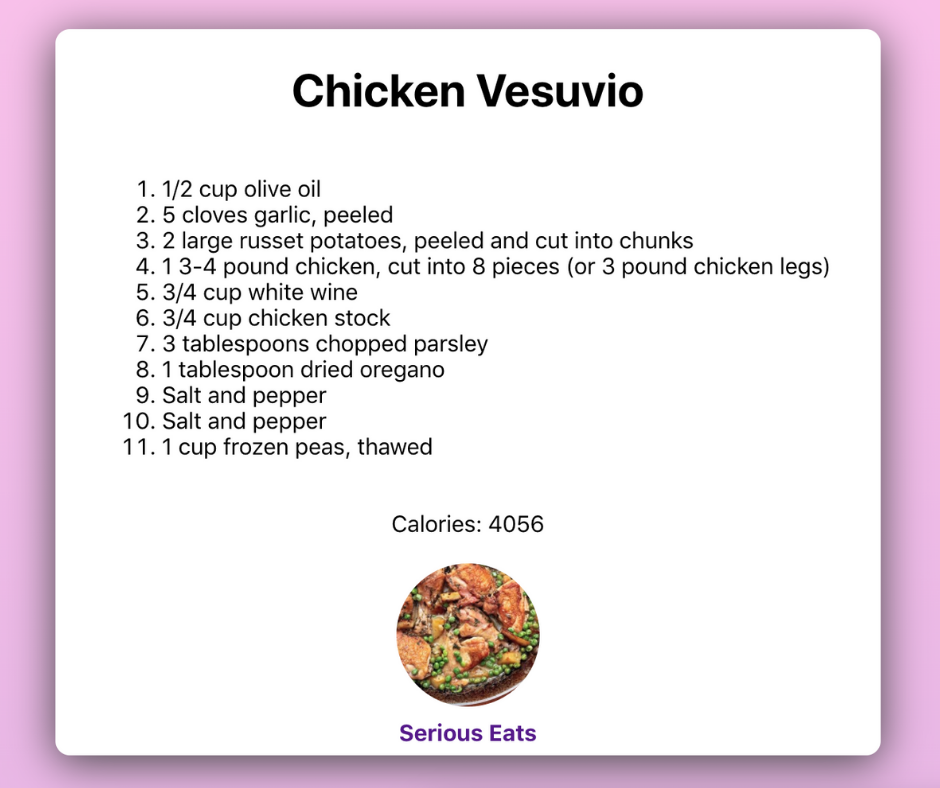 Chicken Vesuvio
1. 1/2 cup olive oil
2. 5 cloves garlic, peeled
3. 2 large russet potatoes, peeled and cut into chunks
4. 1 3-4 pound chicken, cut into 8 pieces (or 3 pound chicken legs)
5. 3/4 cup white wine
6. 3/4 cup chicken stock
7. 3 tablespoons chopped parsley
8. 1 tablespoon dried oregano
9. Salt and pepper
10. Salt and pepper
11. 1 cup frozen peas, thawed
Calories: 4056
Serious Eats